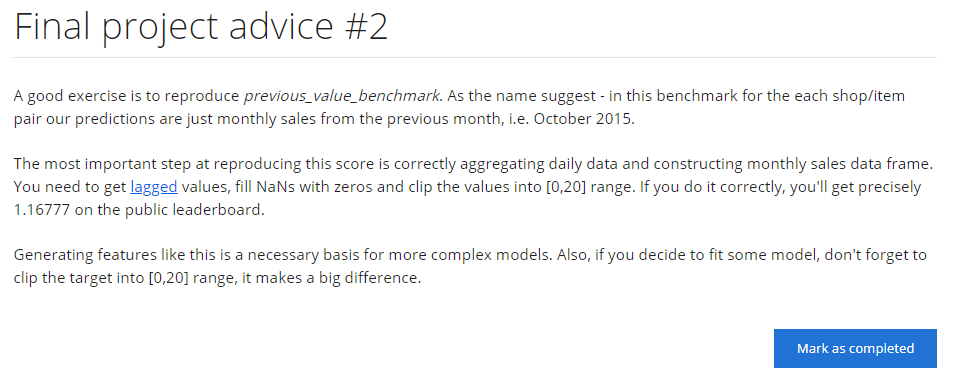 Final project advice #2
A good exercise is to reproduce previous_value_benchmark. As the name suggest - in this benchmark for the each shop/item
pair our predictions are just monthly sales from the previous month, i.e. October 2015.
The most important step at reproducing this score is correctly aggregating daily data and constructing monthly sales data frame.
You need to get lagged values, fill NaNs with zeros and clip the values into [0,20] range. If you do it correctly, you'll get precisely
1.16777 on the public leaderboard.
Generating features like this is a necessary basis for more complex models. Also, if you decide to fit some model, don't forget to
clip the target into [0,20] range, it makes a big difference.
Mark as completed